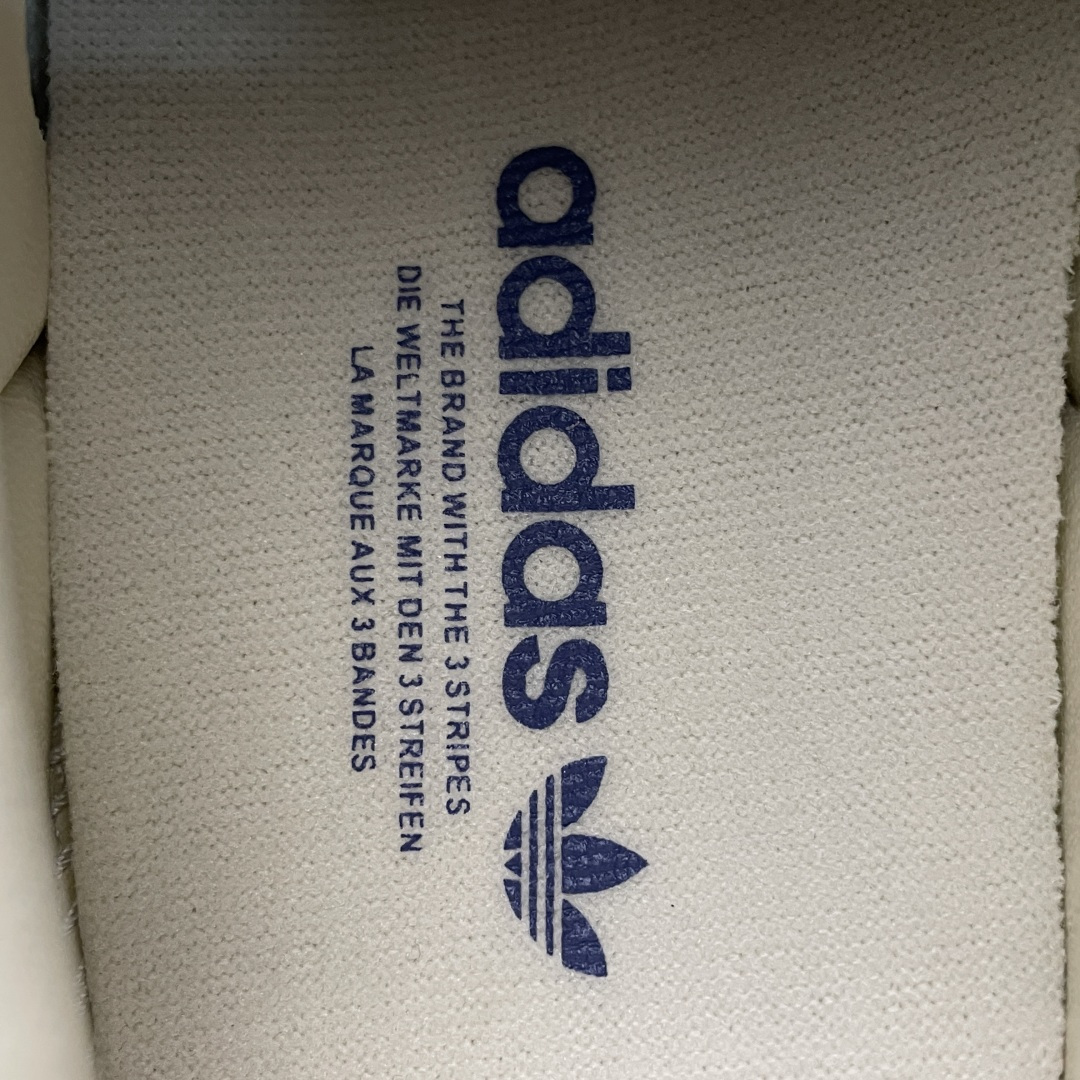 adidas
THE BRAND WITH THE 3 STRIPES
DIE WELTMARKE MIT DEN 3 STREIFEN
LA MARQUE AUX 3 BANDES